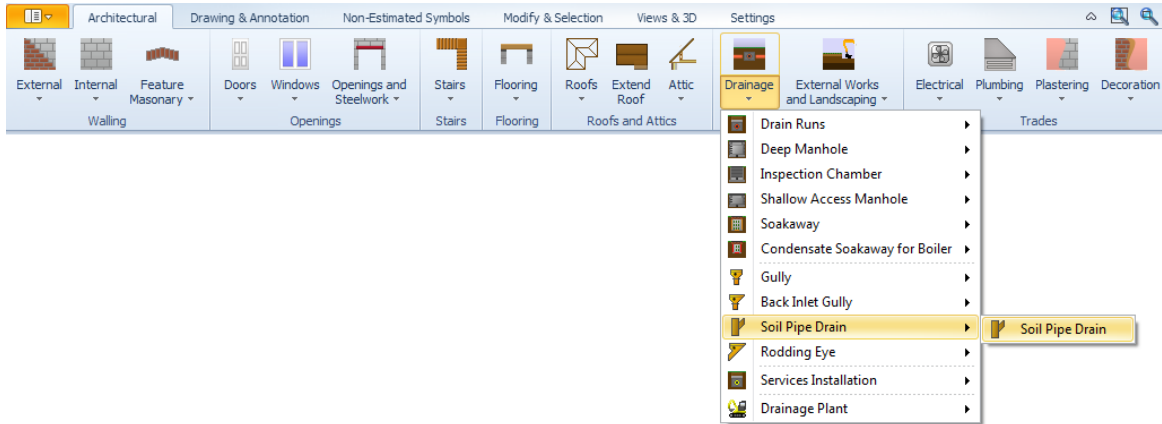 Architectural
Drawing & Annotation
Non-Estimated Symbols
Modify & Selection
Views & 3D
Settings
External
Internal
Feature
Masonary
Doors
Windows
Openings and
Steelwork
Stairs
Flooring
Roofs
Extend
Roof
Attic
Drainage
External Works
and Landscaping
Electrical
Plumbing
Plastering
Decoration
Walling
Openings
Stairs
Flooring
Roofs and Attics
Trades
Drain Runs
Deep Manhole
Inspection Chamber
Shallow Access Manhole
Soakaway
Condensate Soakaway for Boiler
Gully
Back Inlet Gully
Soil Pipe Drain
Soil Pipe Drain
Rodding Eye
Services Installation
Drainage Plant